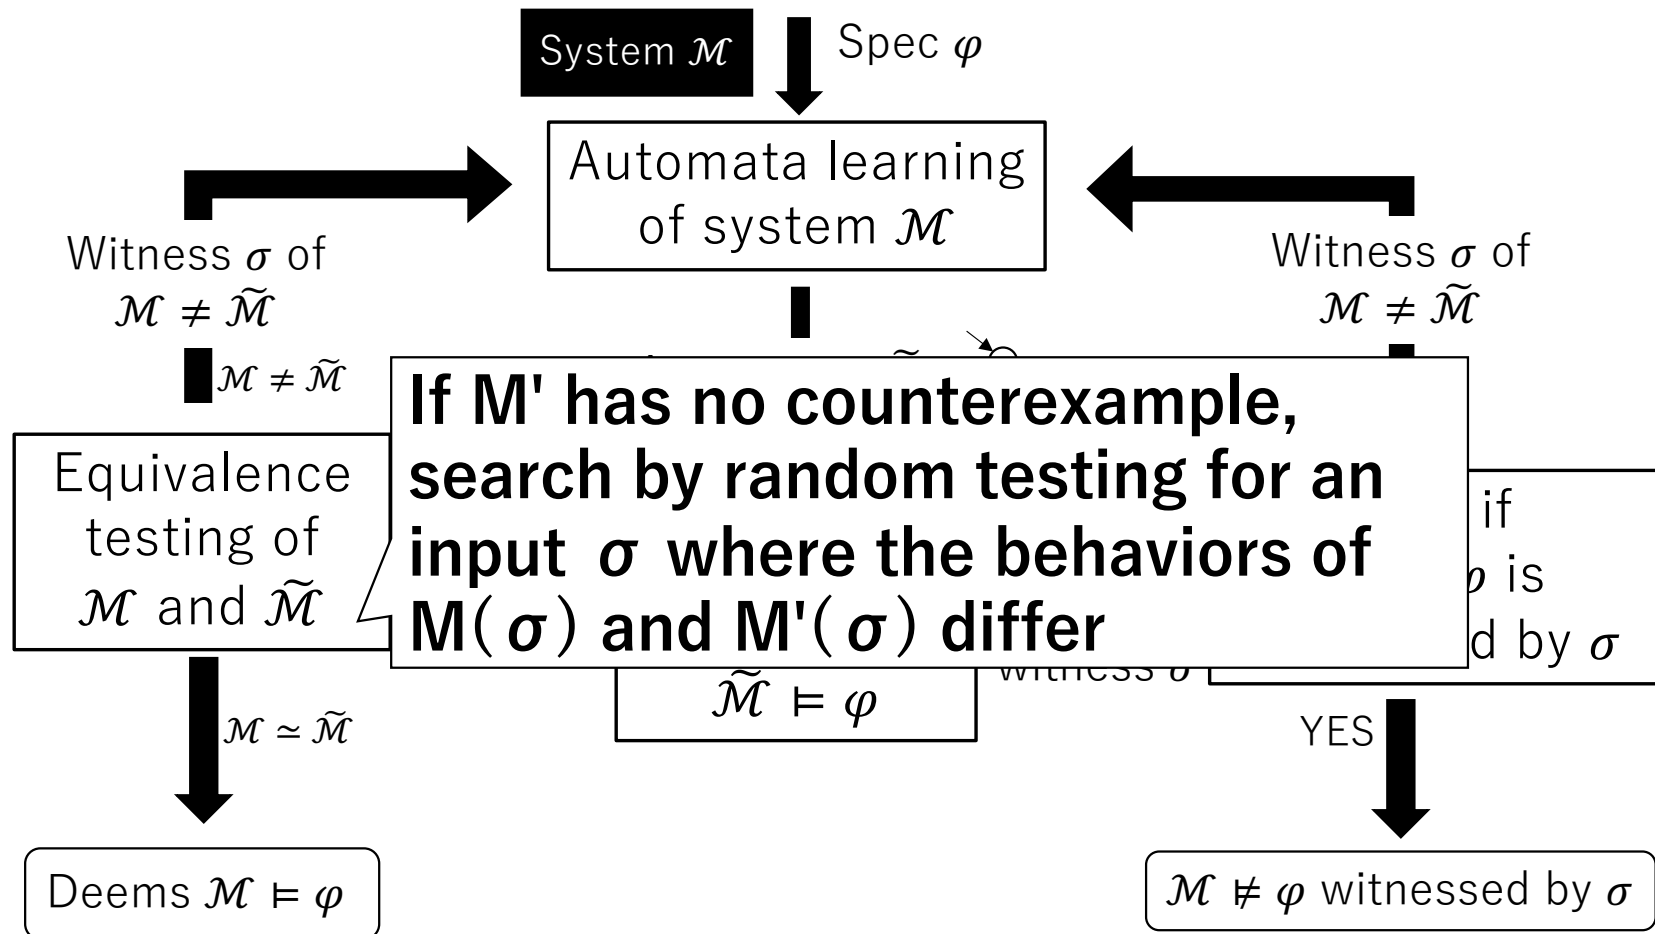 System ℳ
Spec φ
Automata learning
of system ℳ
Witness σ of
ℳ ≠ ℳ̃
ℳ ≠ ℳ̃
Witness σ of
ℳ ≠ ℳ̃
If M' has no counterexample,
search by random testing for an
input σ where the behaviors of
M(σ) and M'(σ) differ
Equivalence
testing of
ℳ and ℳ̃
if
φ is
d by σ
witness σ
ℳ̃ ⊨ φ
ℳ ≃ ℳ̃
YES
Deems ℳ ⊨ φ
ℳ ⊭ φ witnessed by σ